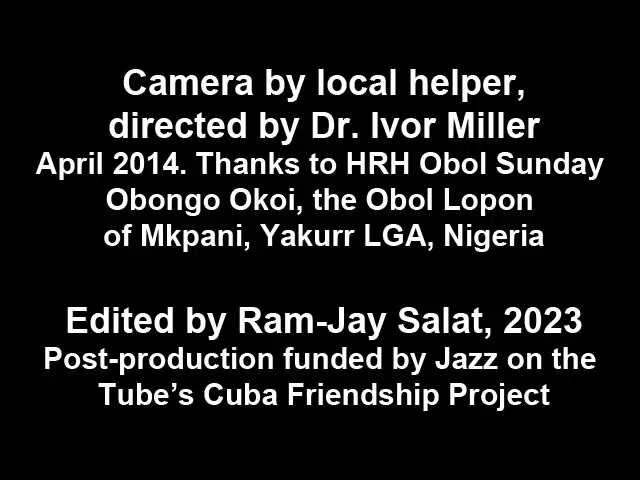 Camera by local helper,
directed by Dr. Ivor Miller
April 2014. Thanks to HRH Obol Sunday
Obongo Okoi, the Obol Lopon
of Mkpani, Yakurr LGA, Nigeria
Edited by Ram-Jay Salat, 2023
Post-production funded by Jazz on the
Tube’s Cuba Friendship Project